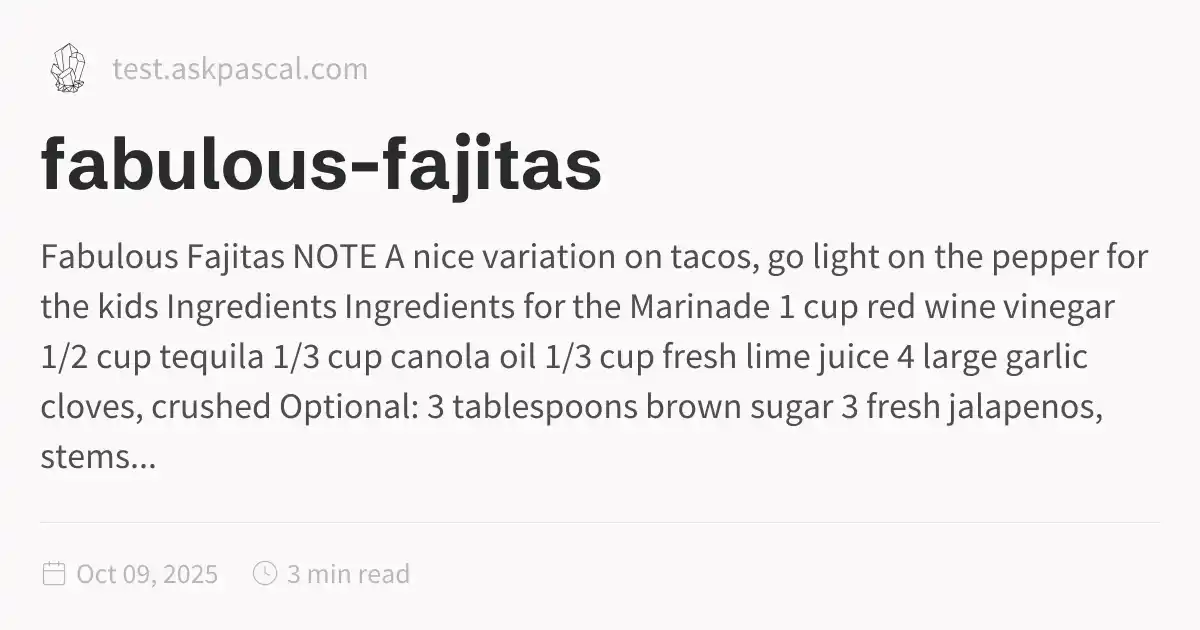 test.askpascal.com
fabulous-fajitas
Fabulous Fajitas NOTE A nice variation on tacos, go light on the pepper for
the kids Ingredients Ingredients for the Marinade 1 cup red wine vinegar
1/2 cup tequila 1/3 cup canola oil 1/3 cup fresh lime juice 4 large garlic
cloves, crushed Optional: 3 tablespoons brown sugar 3 fresh jalapenos,
stems...
Oct 09, 2025 3 min read